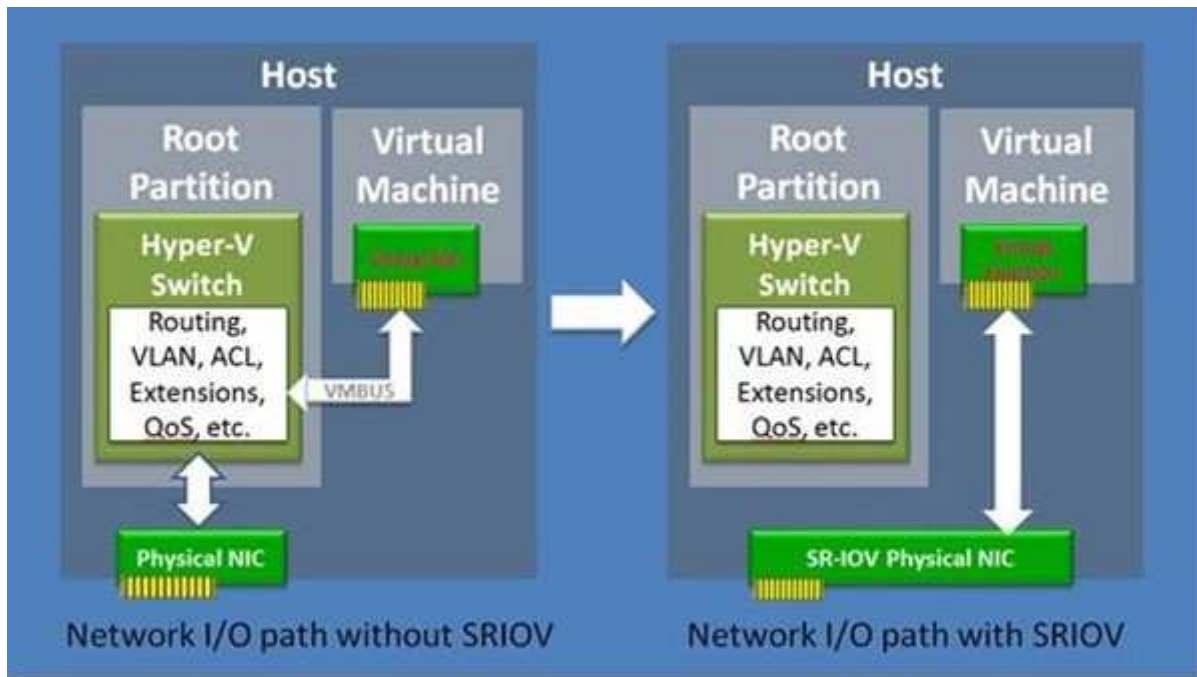 Host
Root
Partition
Virtual
Machine
Hyper-V
Switch
Routing,
VLAN, ACL,
Extensions,
QoS, etc.
VMBUS
Physical NIC
Network I/O path without SRIOV
Host
Root
Partition
Virtual
Machine
Hyper-V
Switch
Routing,
VLAN, ACL,
Extensions,
QoS, etc.
SR-IOV Physical NIC
Network I/O path with SRIOV